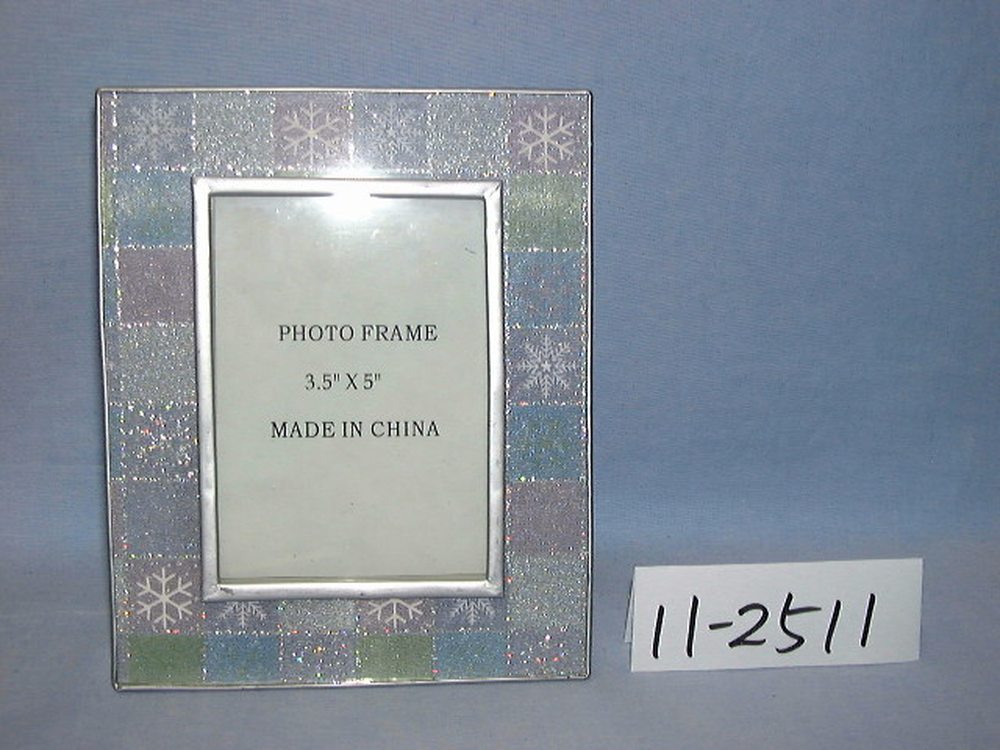 PHOTO FRAME
3.5" X 5"
MADE IN CHINA
11-2511